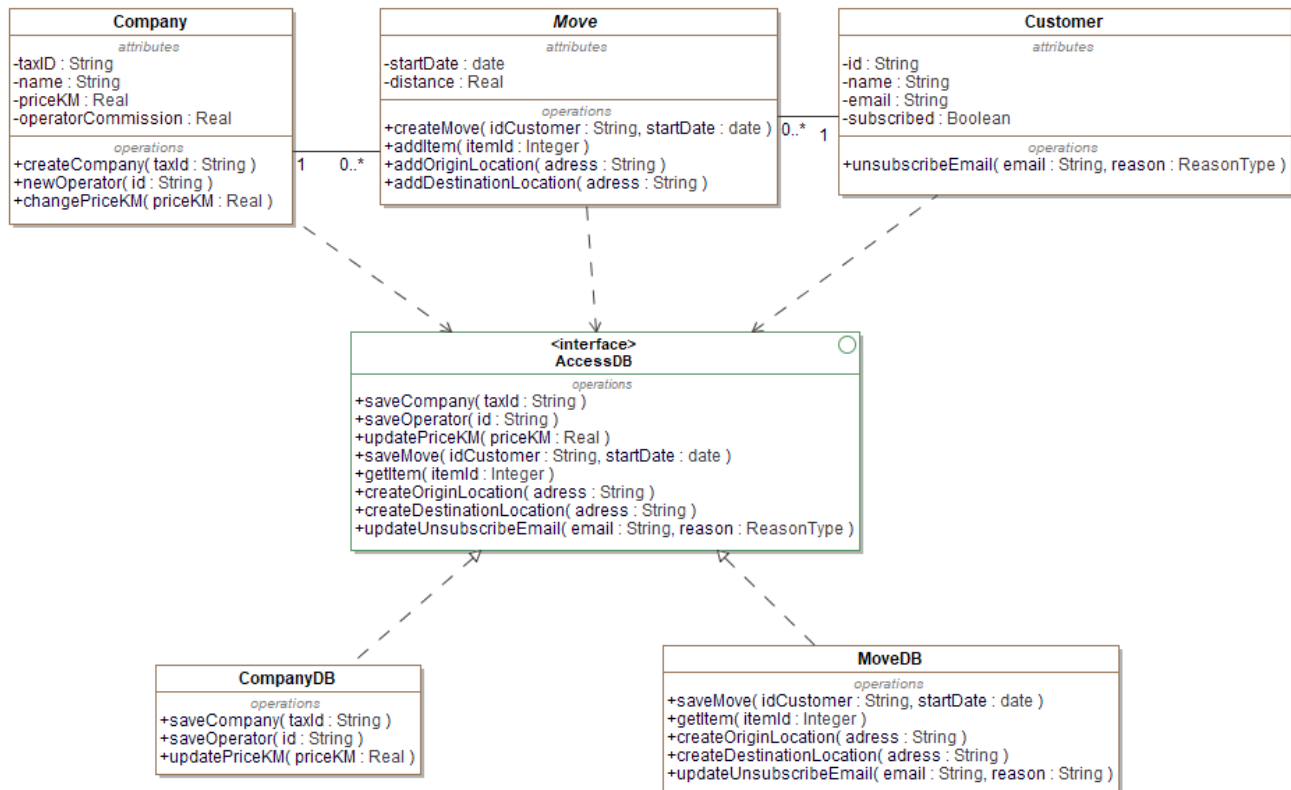 Company
attributes
-taxID : String
-name : String
-priceKM : Real
-operatorCommission : Real
operations
+createCompany( taxId : String )
+newOperator( id : String )
+changePriceKM( priceKM : Real )
1
0..*
Move
attributes
-startDate : date
-distance : Real
operations
+createMove( idCustomer : String, startDate : date )
+addItem( itemId : Integer )
+addOriginLocation( adress : String )
+addDestinationLocation( adress : String )
0..*
1
Customer
attributes
-id : String
-name : String
-email : String
-subscribed : Boolean
operations
+unsubscribeEmail( email : String, reason : ReasonType )
<interface>
AccessDB
operations
+saveCompany( taxId : String )
+saveOperator( id : String )
+updatePriceKM( priceKM : Real )
+saveMove( idCustomer : String, startDate : date )
+getItem( itemId : Integer )
+createOriginLocation( adress : String )
+createDestinationLocation( adress : String )
+updateUnsubscribeEmail( email : String, reason : ReasonType )
CompanyDB
operations
+saveCompany( taxId : String )
+saveOperator( id : String )
+updatePriceKM( priceKM : Real )
MoveDB
operations
+saveMove( idCustomer : String, startDate : date )
+getItem( itemId : Integer )
+createOriginLocation( adress : String )
+createDestinationLocation( adress : String )
+updateUnsubscribeEmail( email : String, reason : String )